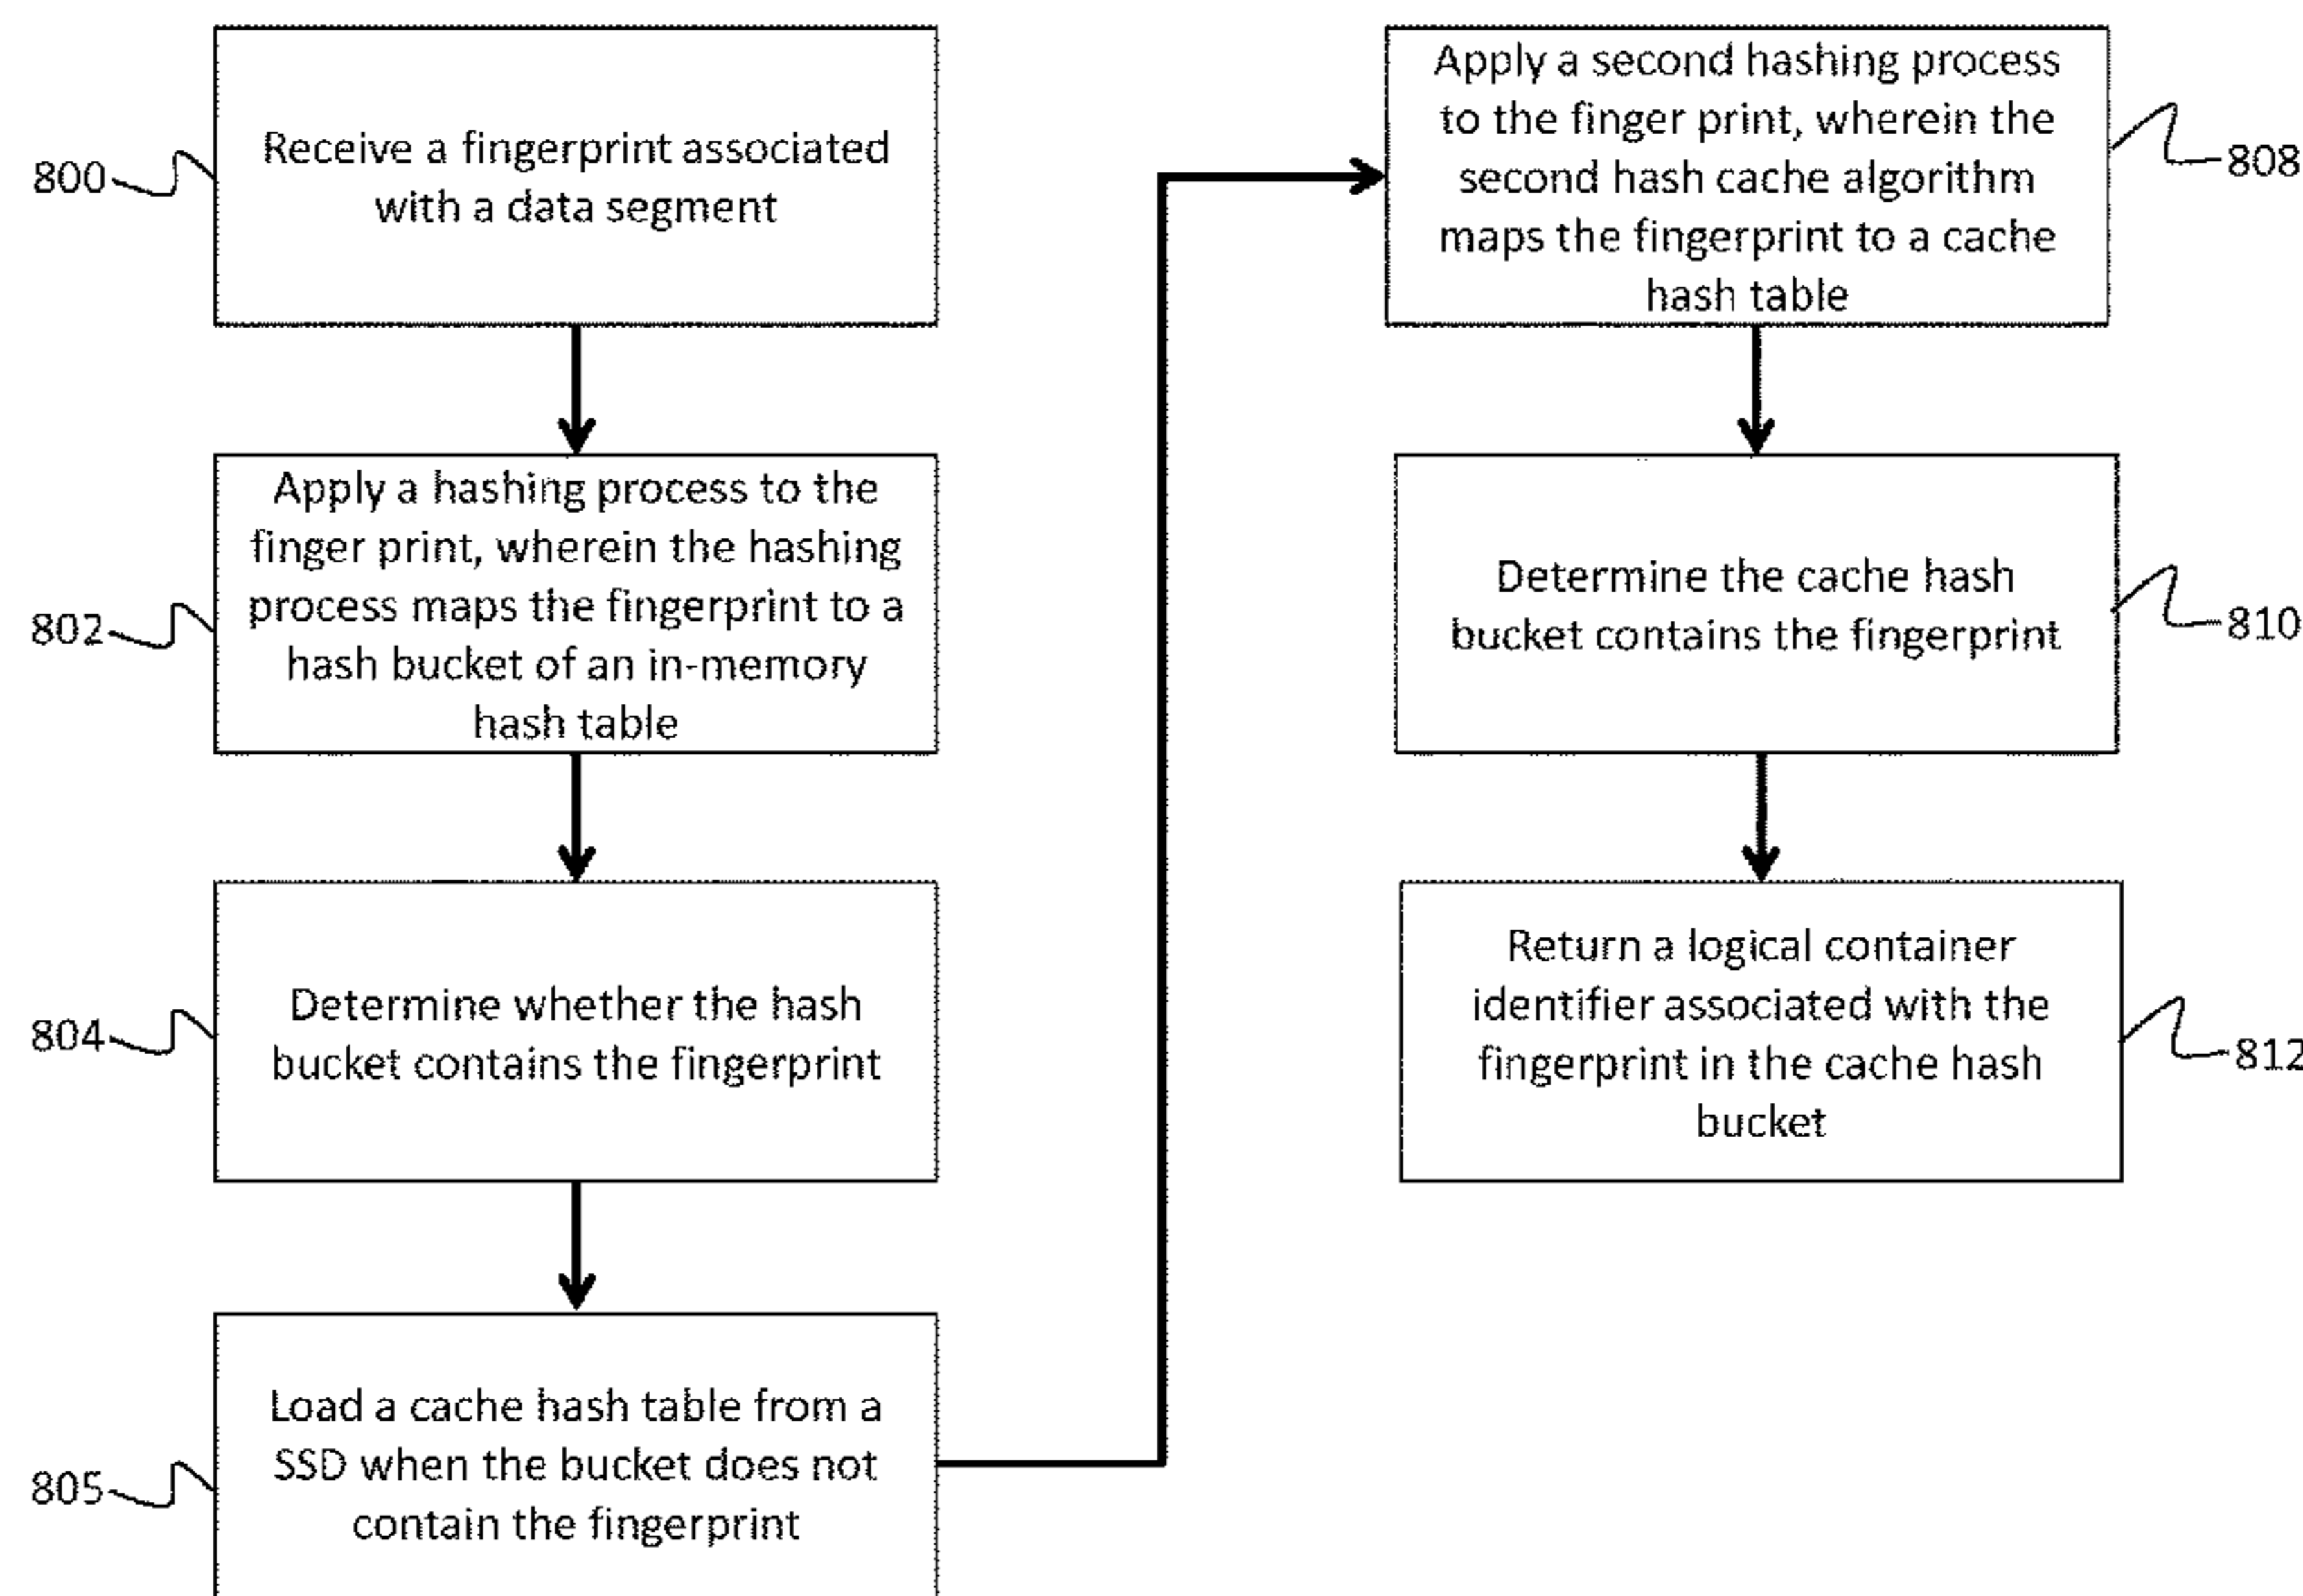 800
Receive a fingerprint associated
with a data segment
802
Apply a hashing process to the
finger print, wherein the hashing
process maps the fingerprint to a
hash bucket of an in-memory
hash table
804
Determine whether the hash
bucket contains the fingerprint
805
Load a cache hash table from a
SSD when the bucket does not
contain the fingerprint
Apply a second hashing process
to the finger print, wherein the
second hash cache algorithm
maps the fingerprint to a cache
hash table
808
Determine the cache hash
bucket contains the fingerprint
810
Return a logical container
identifier associated with the
fingerprint in the cache hash
bucket
812